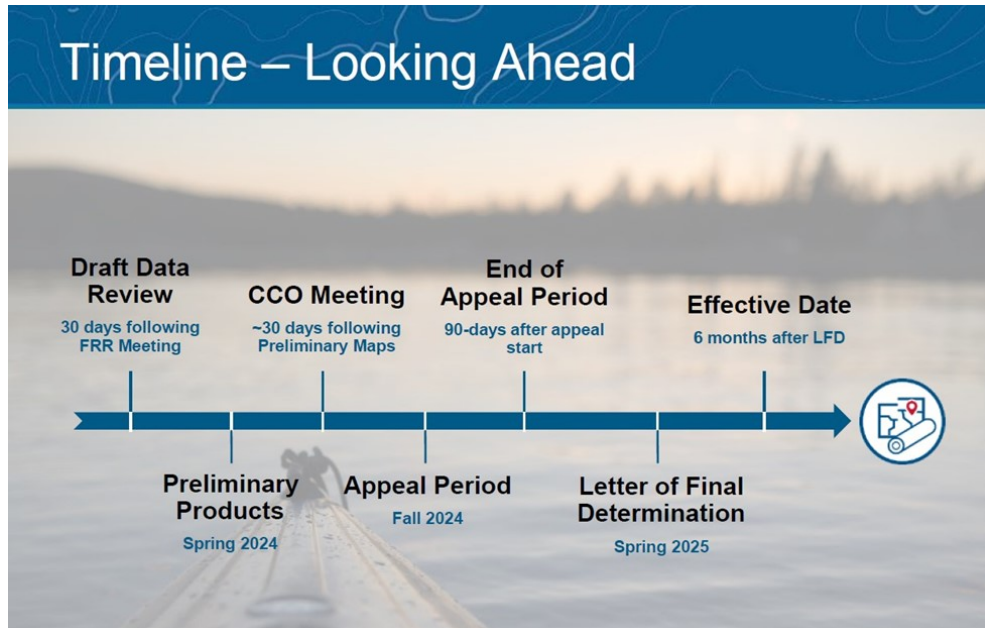 Timeline – Looking Ahead
Draft Data
Review
30 days following
FRR Meeting
Preliminary
Products
Spring 2024
CCO Meeting
~30 days following
Preliminary Maps
Appeal Period
Fall 2024
End of
Appeal Period
90-days after appeal
start
Letter of Final
Determination
Spring 2025
Effective Date
6 months after LFD